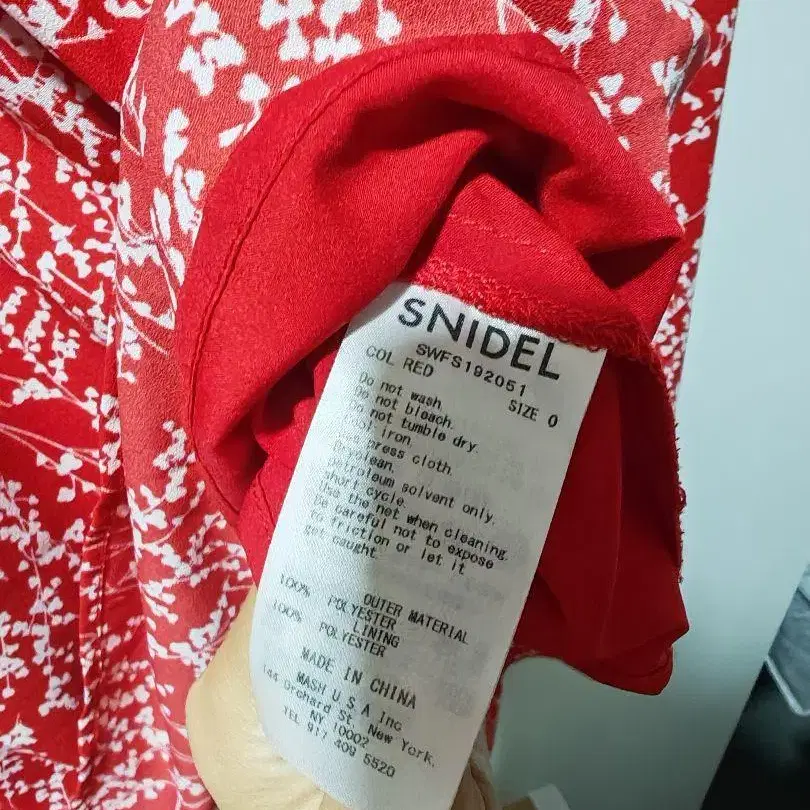 SNIDEL
SWFS192051
COL RED
SIZE 0
Do not wash.
Do not bleach.
Do not tumble dry.
Cool iron.
Use press cloth.
Dryclean.
Petroleum solvent only.
Short cycle.
Use the net when cleaning.
Be careful not to expose
to friction or let it
get caught.
OUTER MATERIAL
100% POLYESTER
LINING
100% POLYESTER
MADE IN CHINA
MASH U.S.A Inc
144 Orchard St. New York,
NY 10002
TEL 917 409 5520